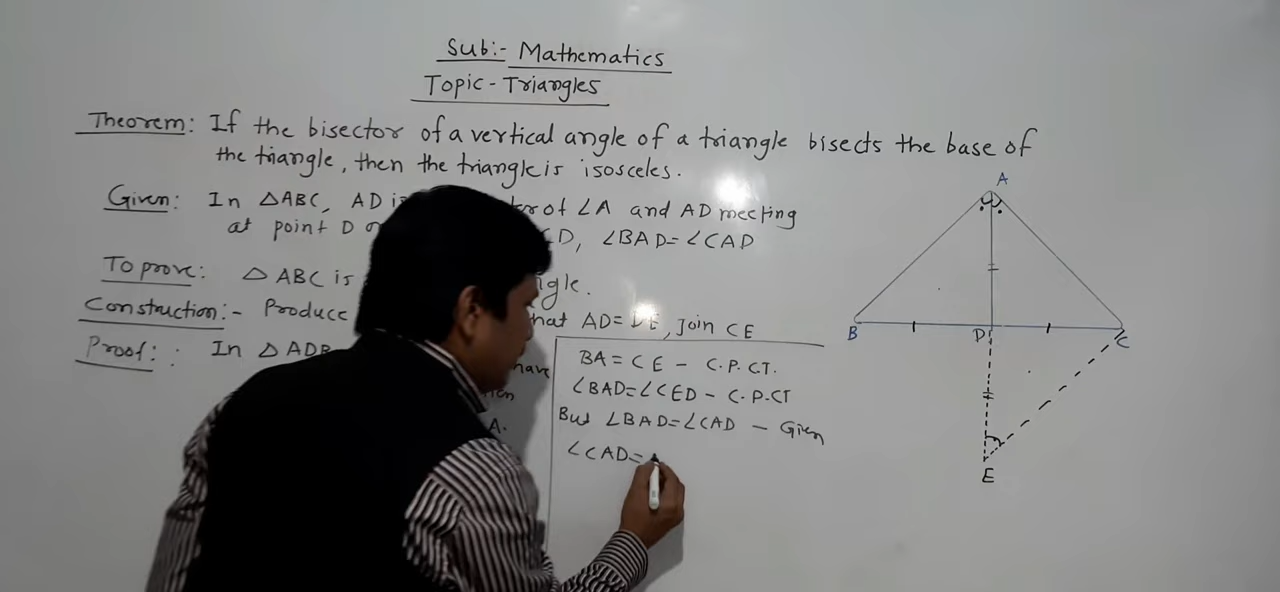 Sub:- Mathematics
Topic - Triangles
Theorem: If the bisector of a vertical angle of a triangle bisects the base of
the triangle, then the triangle is isosceles.
Given: In △ABC, AD of ∠A and AD meeting
at point D CD, ∠BAD=∠CAD
To prove: △ABC is
Construction:- Produce that AD=DE, Join CE
Proof:: In △ADB have
BA = CE - C.P.CT.
∠BAD=∠CED - C.P.CT
But ∠BAD=∠CAD - Given
∠CAD=
A.
A
B
D
C
E